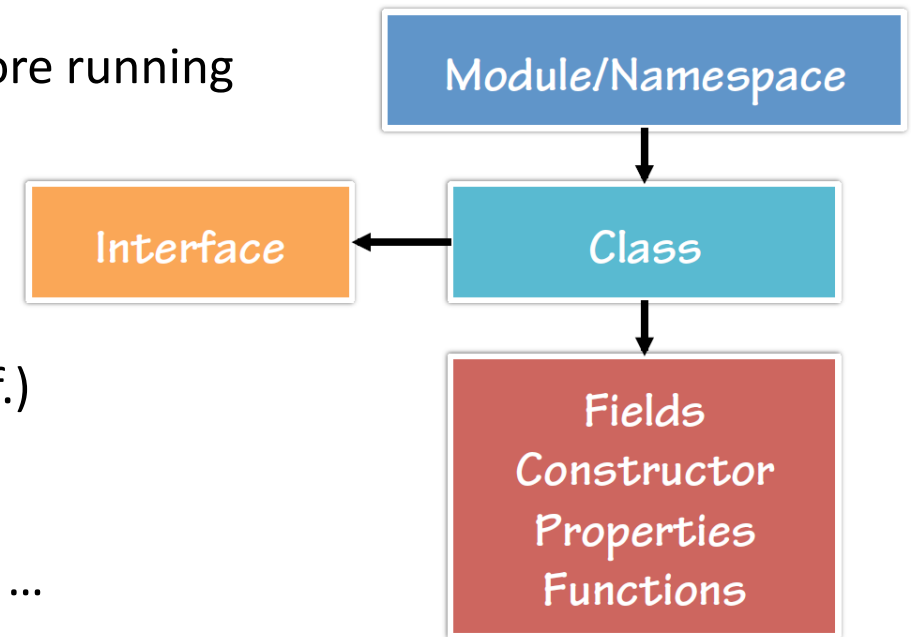 ore running
Module/Namespace
Interface
Class
f.)
Fields
Constructor
Properties
Functions
...